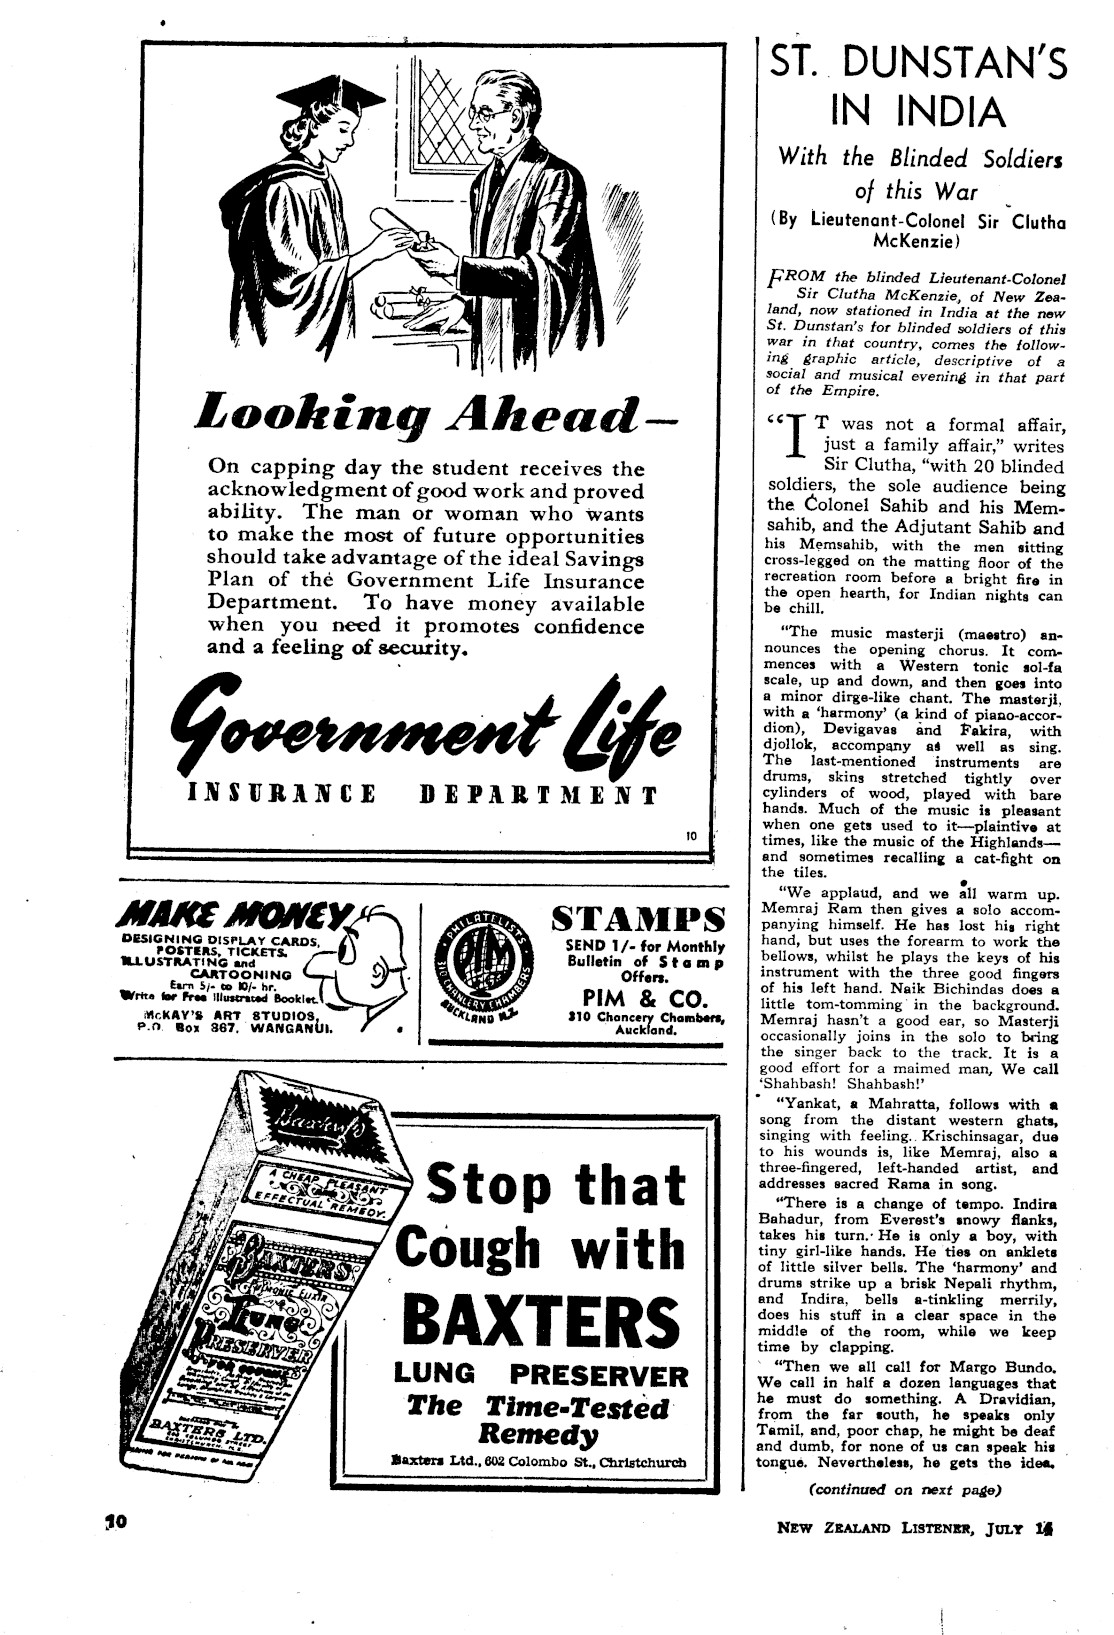 Looking Ahead—
On capping day the student receives the
acknowledgment of good work and proved
ability. The man or woman who wants
to make the most of future opportunities
should take advantage of the ideal Savings
Plan of the Government Life Insurance
Department. To have money available
when you need it promotes confidence
and a feeling of security.
Government Life
INSURANCE DEPARTMENT
10
MAKE MONEY
DESIGNING DISPLAY CARDS,
POSTERS, TICKETS.
ILLUSTRATING and
CARTOONING
Earn 5/- to 10/- hr.
Write for Free Illustrated Booklet.
McKAY'S ART STUDIOS,
P.O. Box 367. WANGANUI.
PHILATELISTS
PIM
310 CHANCERY CHAMBERS
AUCKLAND N.Z.
STAMPS
SEND 1/- for Monthly
Bulletin of Stamp
Offers.
PIM & CO.
310 Chancery Chambers,
Auckland.
Baxter's
A CHEAP PLEASANT
EFFECTUAL REMEDY.
BAXTERS
PULMONIC ELIXIR
LUNG
PRESERVER
FOR COUGHS
BAXTERS LTD.
Stop that
Cough with
BAXTERS
LUNG PRESERVER
The Time-Tested
Remedy
Baxters Ltd., 602 Colombo St., Christchurch
ST. DUNSTAN'S
IN INDIA
With the Blinded Soldiers
of this War
(By Lieutenant-Colonel Sir Clutha
McKenzie)
FROM the blinded Lieutenant-Colonel
Sir Clutha McKenzie, of New Zea-
land, now stationed in India at the new
St. Dunstan's for blinded soldiers of this
war in that country, comes the follow-
ing graphic article, descriptive of a
social and musical evening in that part
of the Empire.
"IT was not a formal affair,
just a family affair," writes
Sir Clutha, "with 20 blinded
soldiers, the sole audience being
the Colonel Sahib and his Mem-
sahib, and the Adjutant Sahib and
his Memsahib, with the men sitting
cross-legged on the matting floor of the
recreation room before a bright fire in
the open hearth, for Indian nights can
be chill.
"The music masterji (maestro) an-
nounces the opening chorus. It com-
mences with a Western tonic sol-fa
scale, up and down, and then goes into
a minor dirge-like chant. The masterji,
with a 'harmony' (a kind of piano-accor-
dion), Devigavas and Fakira, with
djollok, accompany as well as sing.
The last-mentioned instruments are
drums, skins stretched tightly over
cylinders of wood, played with bare
hands. Much of the music is pleasant
when one gets used to it—plaintive at
times, like the music of the Highlands—
and sometimes recalling a cat-fight on
the tiles.
"We applaud, and we all warm up.
Memraj Ram then gives a solo accom-
panying himself. He has lost his right
hand, but uses the forearm to work the
bellows, whilst he plays the keys of his
instrument with the three good fingers
of his left hand. Naik Bichindas does a
little tom-tomming in the background.
Memraj hasn't a good ear, so Masterji
occasionally joins in the solo to bring
the singer back to the track. It is a
good effort for a maimed man, We call
'Shahbash! Shahbash!'
"Yankat, a Mahratta, follows with a
song from the distant western ghats,
singing with feeling. Krischinsagar, due
to his wounds is, like Memraj, also a
three-fingered, left-handed artist, and
addresses sacred Rama in song.
"There is a change of tempo. Indira
Bahadur, from Everest's snowy flanks,
takes his turn. He is only a boy, with
tiny girl-like hands. He ties on anklets
of little silver bells. The 'harmony' and
drums strike up a brisk Nepali rhythm,
and Indira, bells a-tinkling merrily,
does his stuff in a clear space in the
middle of the room, while we keep
time by clapping.
"Then we all call for Margo Bundo.
We call in half a dozen languages that
he must do something. A Dravidian,
from the far south, he speaks only
Tamil, and, poor chap, he might be deaf
and dumb, for none of us can speak his
tongue. Nevertheless, he gets the idea.
(continued on next page)
10
NEW ZEALAND LISTENER, JULY 14